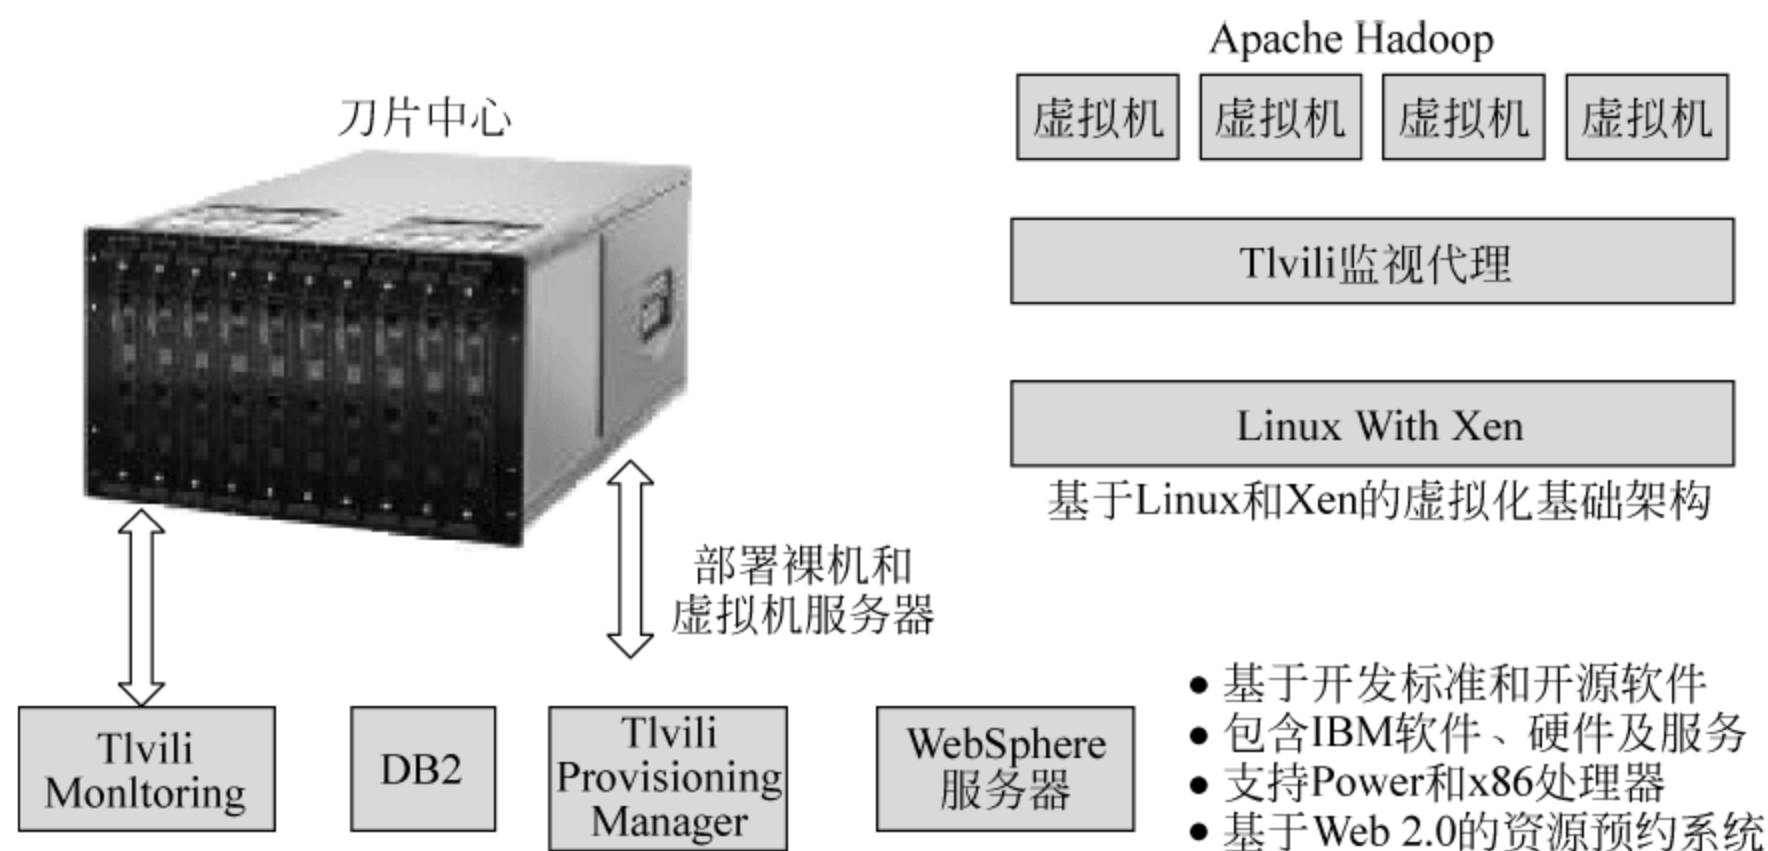 Apache Hadoop
虚拟机 虚拟机 虚拟机 虚拟机
刀片中心
Tlvili监视代理
Linux With Xen
基于Linux和Xen的虚拟化基础架构
部署裸机和
虚拟机服务器
Tlvili
Monltoring
DB2
Tlvili
Provisioning
Manager
WebSphere
服务器
● 基于开发标准和开源软件
● 包含IBM软件、硬件及服务
● 支持Power和x86处理器
● 基于Web 2.0的资源预约系统